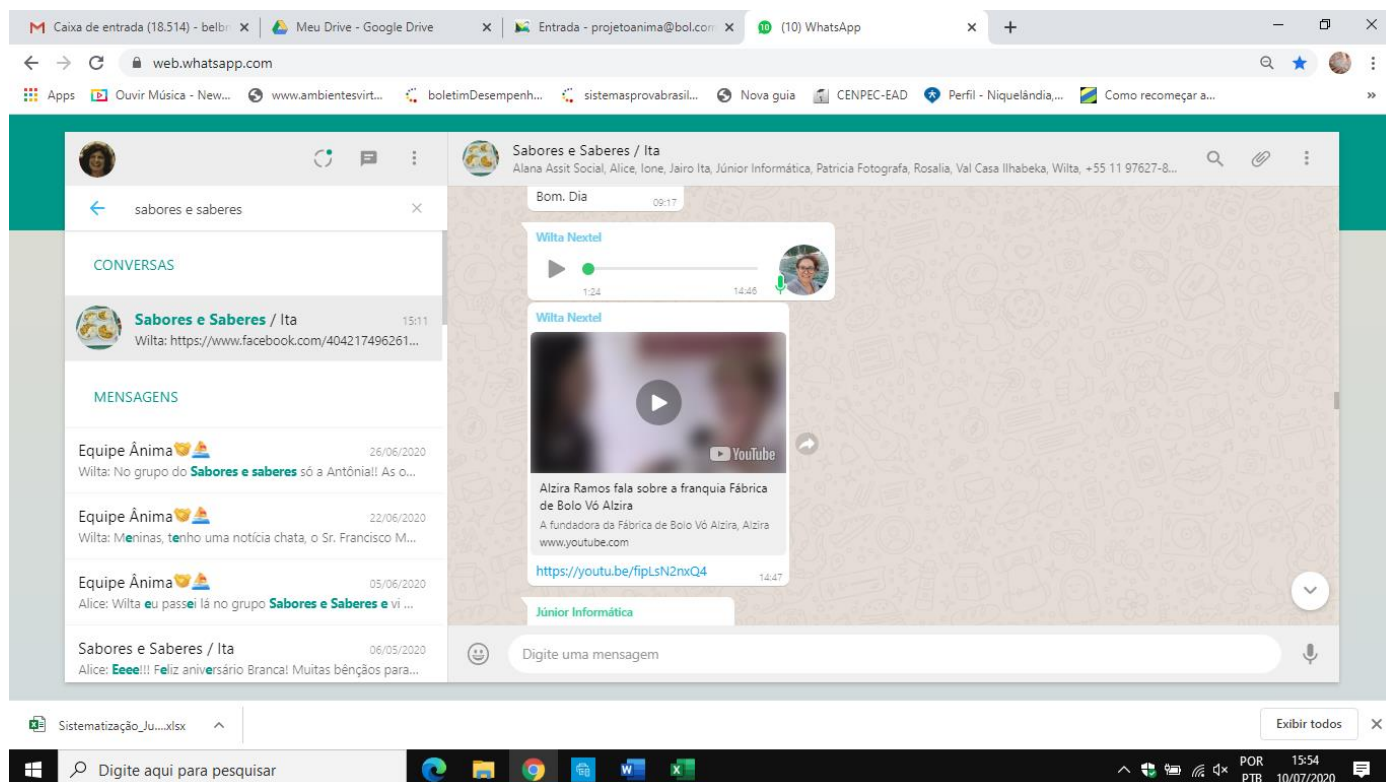 Caixa de entrada (18.514) - belbr
Meu Drive - Google Drive
Entrada - projetoanima@bol.com
(10) WhatsApp
web.whatsapp.com
Apps
Ouvir Música - New...
www.ambientesvirt...
boletimDesempenh...
sistemasprovabrasil...
Nova guia
CENPEC-EAD
Perfil - Niquelândia,...
Como recomeçar a...
sabores e saberes
CONVERSAS
Sabores e Saberes / Ita 15:11
Wilta: https://www.facebook.com/404217496261...
MENSAGENS
Equipe Ânima 26/06/2020
Wilta: No grupo do Sabores e saberes só a Antônia!! As o...
Equipe Ânima 22/06/2020
Wilta: Meninas, tenho uma notícia chata, o Sr. Francisco M...
Equipe Ânima 05/06/2020
Alice: Wilta eu passei lá no grupo Sabores e Saberes e vi ...
Sabores e Saberes / Ita 06/05/2020
Alice: Eeee!!! Feliz aniversário Branca! Muitas bênçãos para...
Sabores e Saberes / Ita
Alana Assit Social, Alice, Ione, Jairo Ita, Júnior Informática, Patricia Fotografa, Rosalia, Val Casa Ilhabeka, Wilta, +55 11 97627-8...
Bom. Dia 09:17
Wilta Nextel
1:24 14:46
Wilta Nextel
YouTube
Alzira Ramos fala sobre a franquia Fábrica
de Bolo Vó Alzira
A fundadora da Fábrica de Bolo Vó Alzira, Alzira
www.youtube.com
https://youtu.be/fipLsN2nxQ4 14:47
Júnior Informática
Digite uma mensagem
Sistematização_Ju....xlsx
Exibir todos
Digite aqui para pesquisar
POR
PTB
15:54
10/07/2020